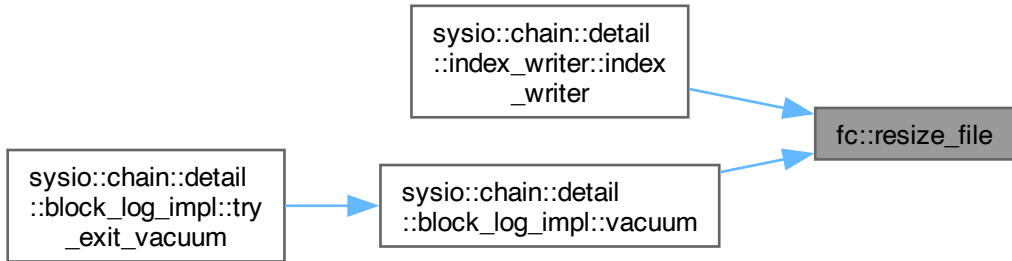 sysio::chain::detail
::index_writer::index
_writer
fc::resize_file
sysio::chain::detail
::block_log_impl::try
_exit_vacuum
sysio::chain::detail
::block_log_impl::vacuum